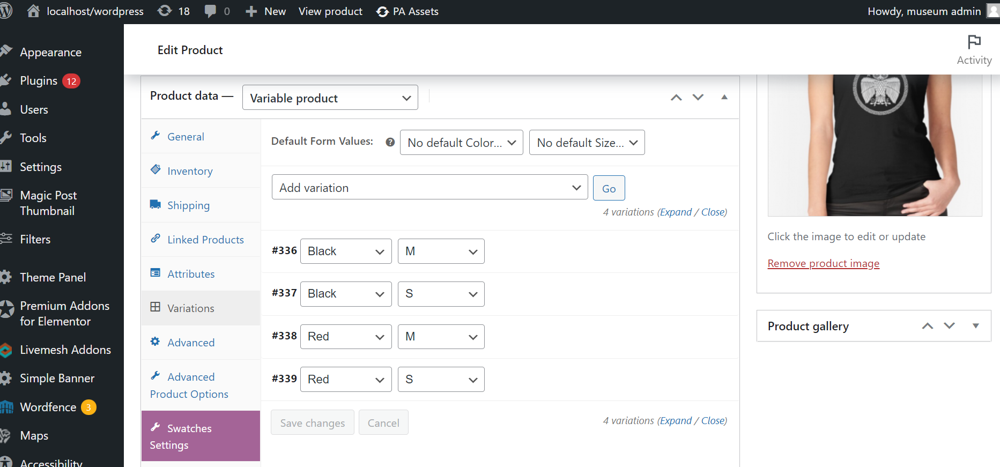 localhost/wordpress 18 0 New View product PA Assets Howdy, museum admin
Appearance
Plugins 12
Users
Tools
Settings
Magic Post
Thumbnail
Filters
Theme Panel
Premium Addons
for Elementor
Livemesh Addons
Simple Banner
Wordfence 3
Maps
Accessibility
Edit Product
Activity
Product data — Variable product
General
Inventory
Shipping
Linked Products
Attributes
Variations
Advanced
Advanced
Product Options
Swatches
Settings
Default Form Values: ? No default Color... No default Size...
Add variation Go
4 variations (Expand / Close)
#336 Black M
#337 Black S
#338 Red M
#339 Red S
Save changes Cancel 4 variations (Expand / Close)
Click the image to edit or update
Remove product image
Product gallery